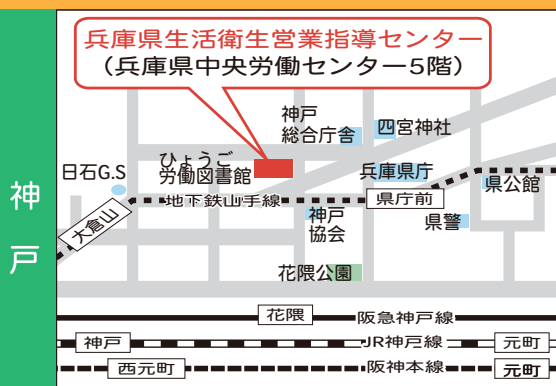 神戸
兵庫県生活衛生営業指導センター
（兵庫県中央労働センター5階）
神戸
総合庁舎
四宮神社
日石G.S
ひょうご
労働図書館
兵庫県庁
県公館
大倉山
地下鉄山手線
県庁前
神戸
協会
県警
花隈公園
花隈
阪急神戸線
神戸
JR神戸線
元町
西元町
阪神本線
元町